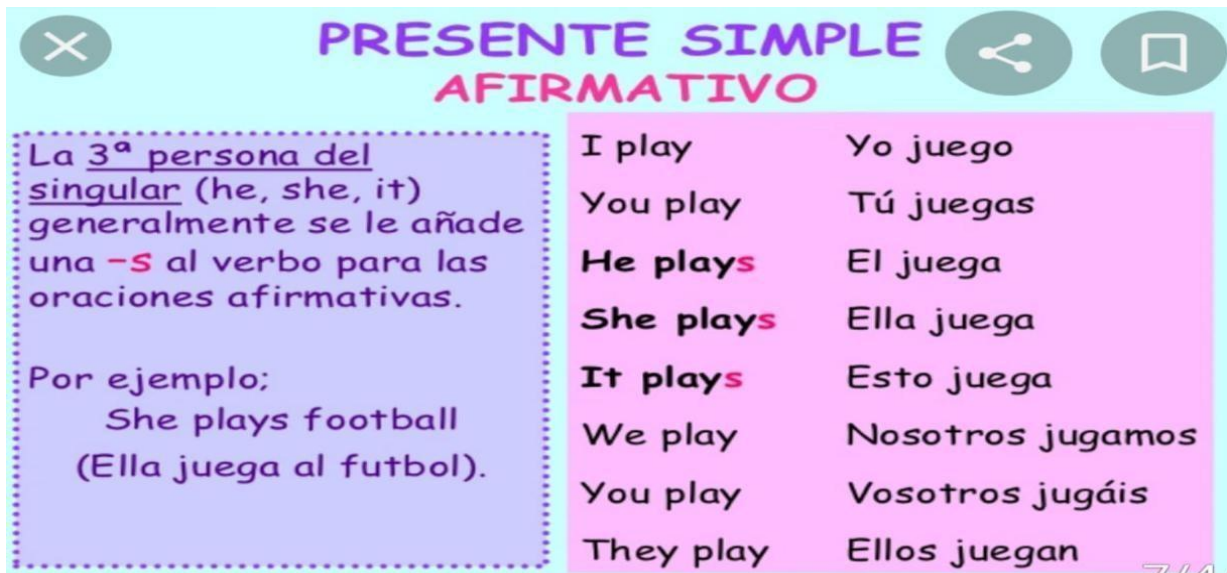 PRESENTE SIMPLE
AFIRMATIVO
La 3ª persona del
singular (he, she, it)
generalmente se le añade
una -s al verbo para las
oraciones afirmativas.
Por ejemplo;
She plays football
(Ella juega al futbol).
I play Yo juego
You play Tú juegas
He plays El juega
She plays Ella juega
It plays Esto juega
We play Nosotros jugamos
You play Vosotros jugáis
They play Ellos juegan